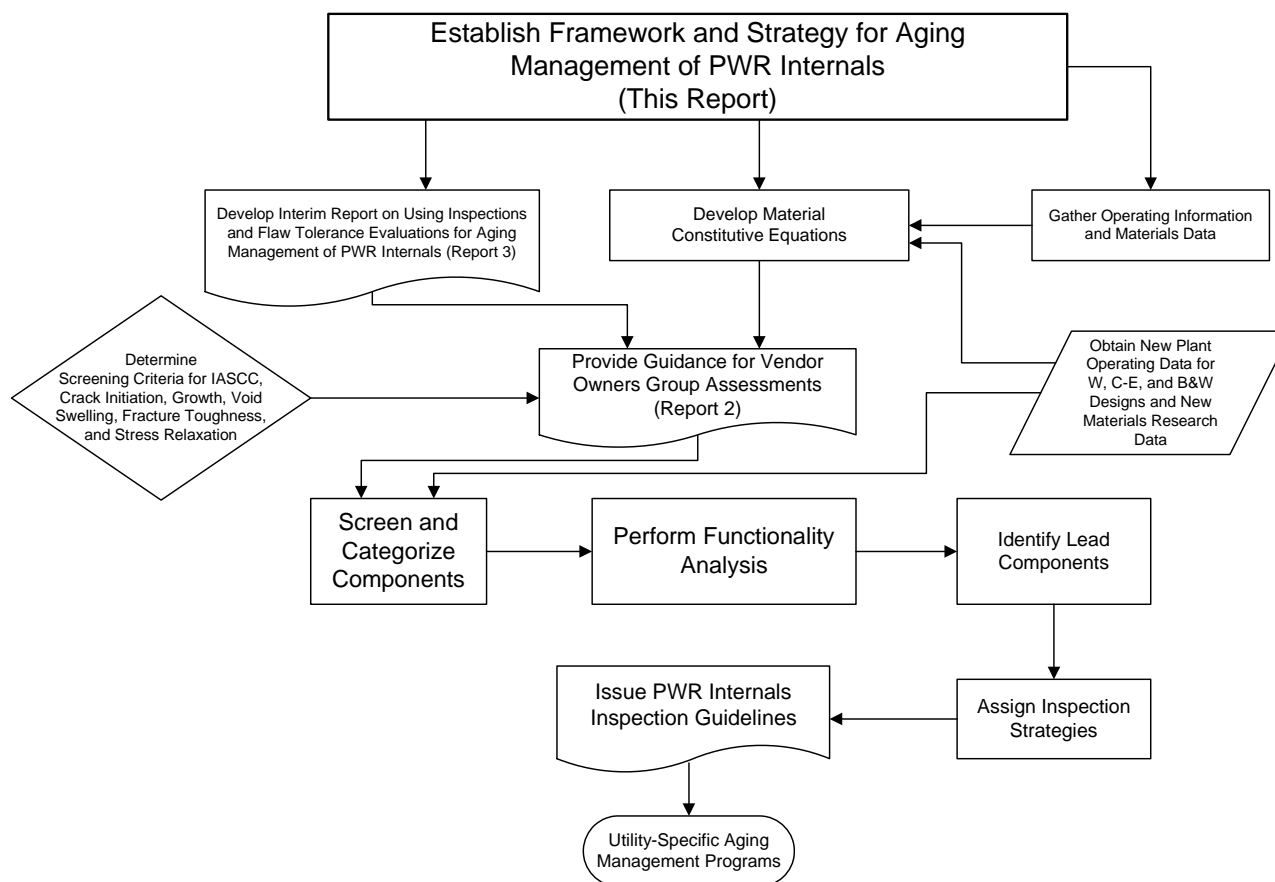 Establish Framework and Strategy for Aging
Management of PWR Internals
(This Report)
Develop Interim Report on Using Inspections
and Flaw Tolerance Evaluations for Aging
Management of PWR Internals (Report 3)
Develop Material
Constitutive Equations
Gather Operating Information
and Materials Data
Determine
Screening Criteria for IASCC,
Crack Initiation, Growth, Void
Swelling, Fracture Toughness,
and Stress Relaxation
Provide Guidance for Vendor
Owners Group Assessments
(Report 2)
Obtain New Plant
Operating Data for
W, C-E, and B&W
Designs and New
Materials Research
Data
Screen and
Categorize
Components
Perform Functionality
Analysis
Identify Lead
Components
Issue PWR Internals
Inspection Guidelines
Assign Inspection
Strategies
Utility-Specific Aging
Management Programs